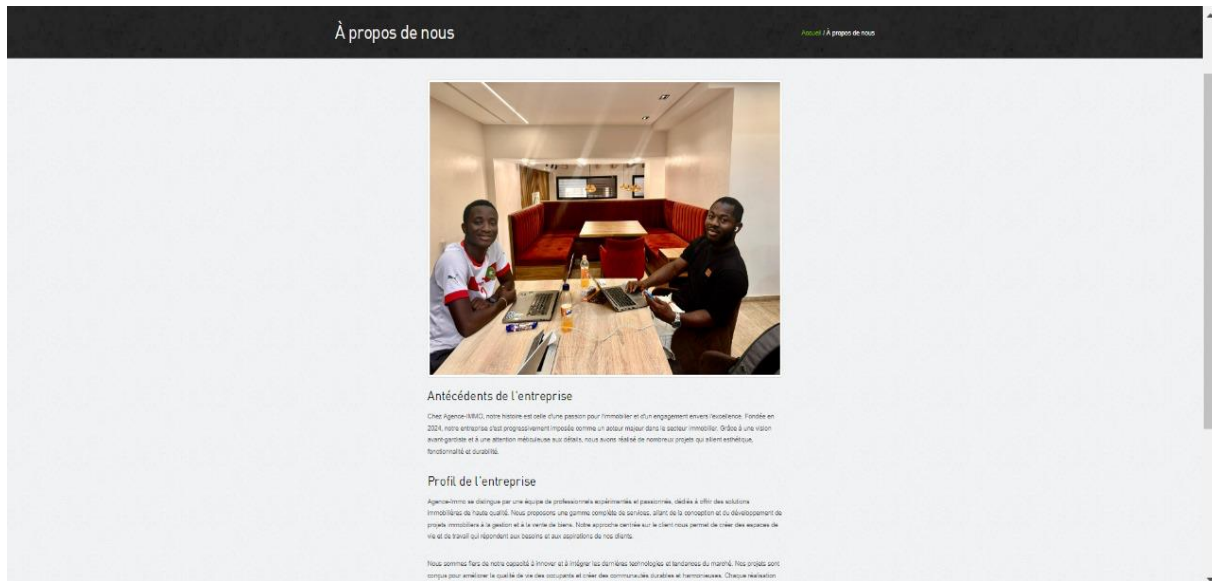 À propos de nous
Accueil / À propos de nous
Antécédents de l'entreprise
Chez Agence-IMMO, notre histoire est celle d'une passion pour l'immobilier et d'un engagement envers l'excellence. Fondée en
2024, notre entreprise s'est progressivement imposée comme un acteur majeur dans le secteur immobilier. Grâce à une vision
avant-gardiste et à une attention méticuleuse aux détails, nous avons réalisé de nombreux projets qui allient esthétique,
fonctionnalité et durabilité.
Profil de l'entreprise
Agence-Immo se distingue par une équipe de professionnels expérimentés et passionnés, dédiés à offrir des solutions
immobilières de haute qualité. Nous proposons une gamme complète de services, allant de la conception et du développement de
projets immobiliers à la gestion et à la vente de biens. Notre approche centrée sur le client nous permet de créer des espaces de
vie et de travail qui répondent aux besoins et aux aspirations de nos clients.
Nous sommes fiers de notre capacité à innover et à intégrer les dernières technologies et tendances du marché. Nos projets sont
conçus pour améliorer la qualité de vie des occupants et créer des communautés durables et harmonieuses. Chaque réalisation